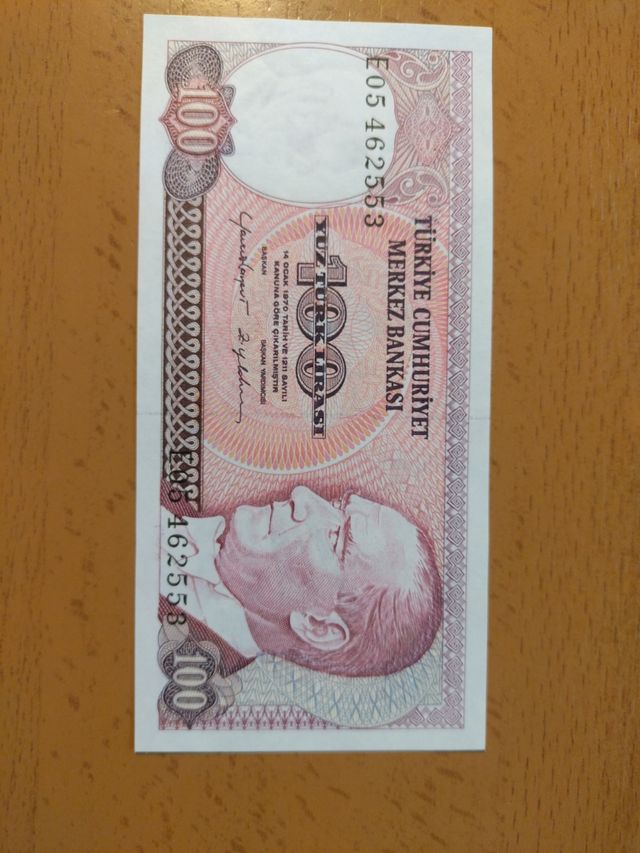 E05 462553
TÜRKİYE CUMHURİYET
MERKEZ BANKASI
100
YÜZ TÜRK LİRASI
14 OCAK 1970 TARİH VE 1211 SAYILI
KANUNA GÖRE ÇIKARILMIŞTIR
BAŞKAN
BAŞKAN YARDIMCISI
100
E05 462553
100